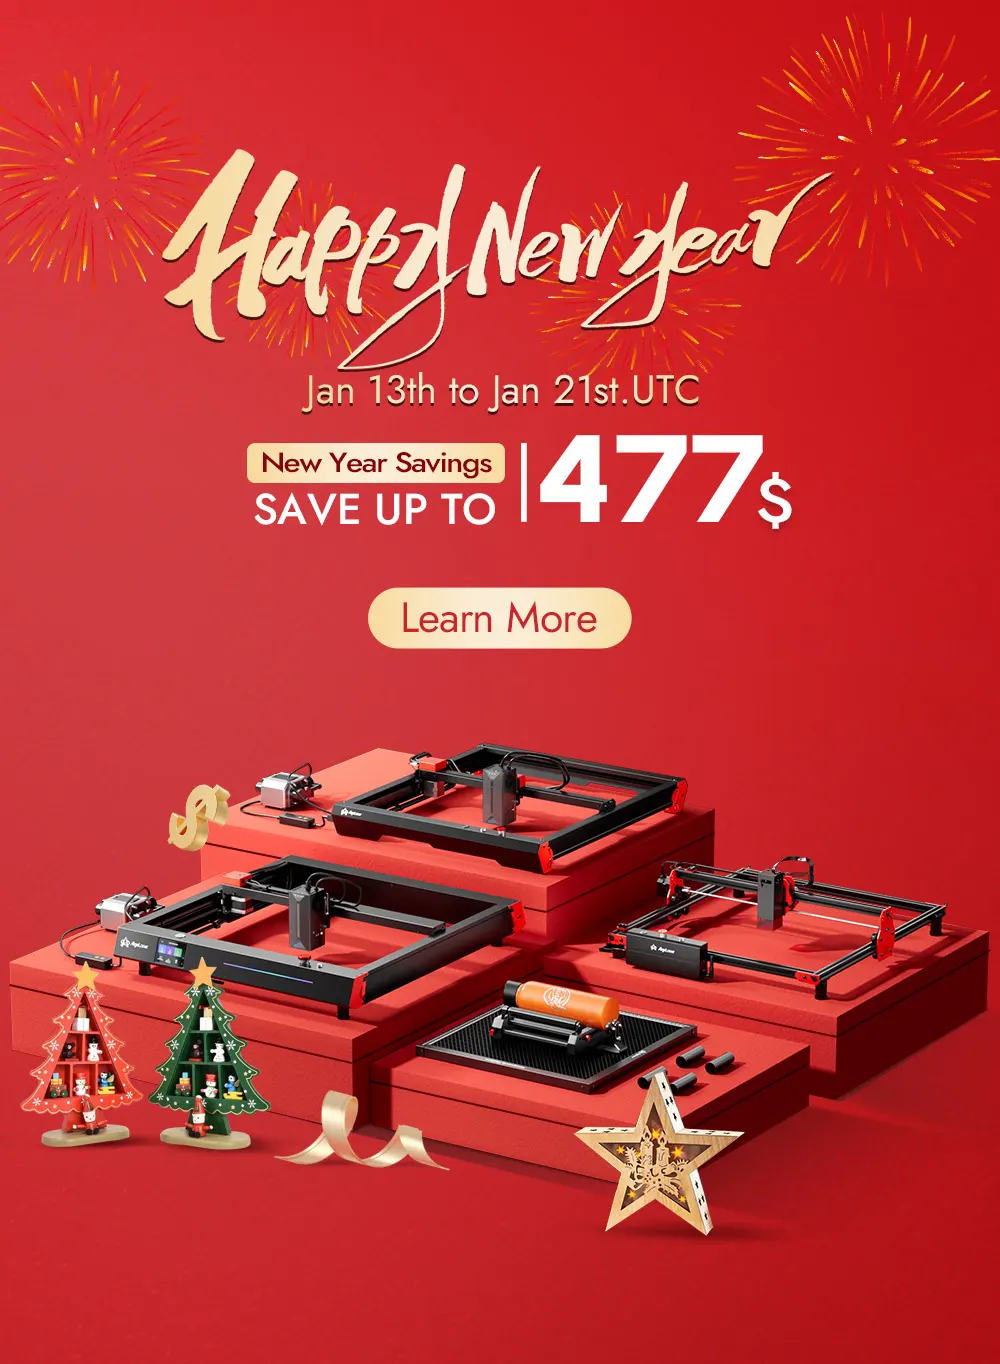 Happy New Year
Jan 13th to Jan 21st.UTC
New Year Savings
SAVE UP TO
477$
Learn More